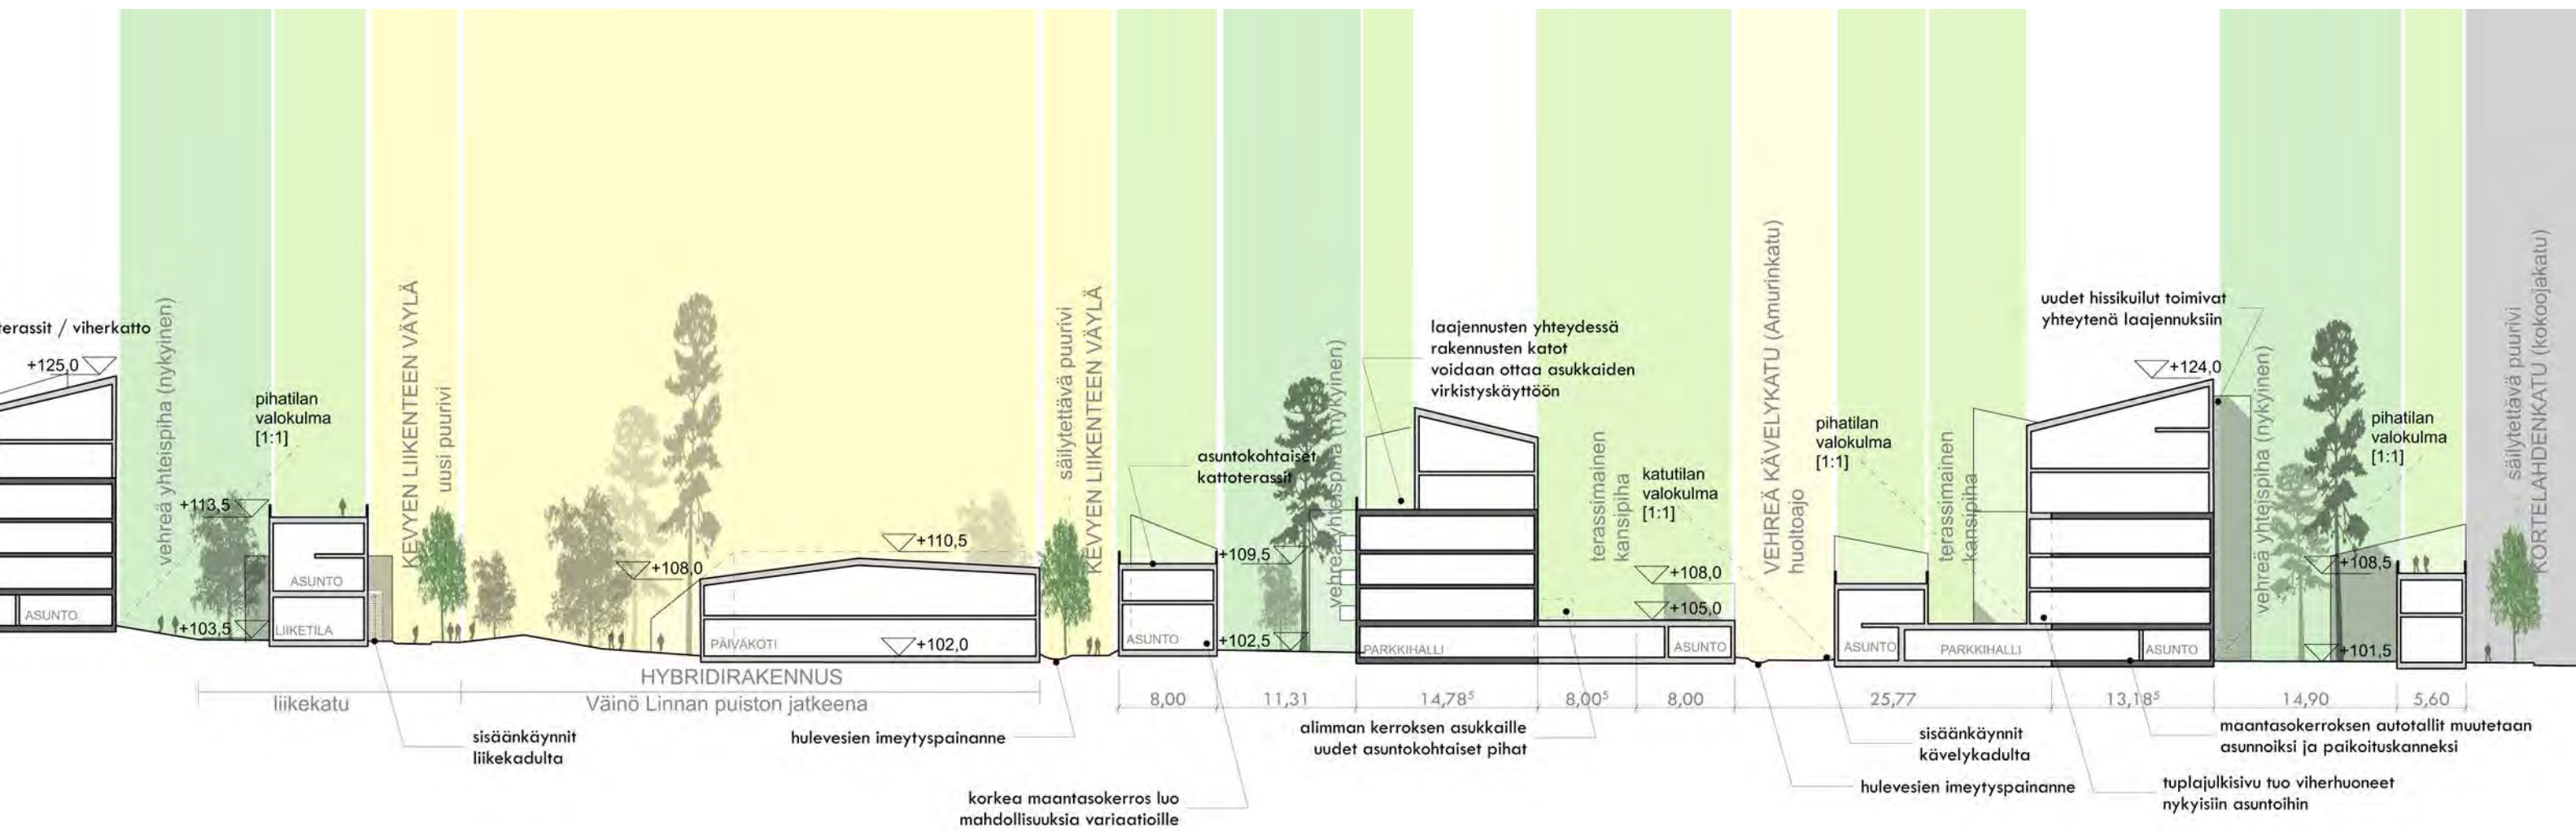 terassit / viherkatto
+125,0
ASUNTO
vehreä yhteispiha (nykyinen)
pihatilan
valokulma
[1:1]
+113,5
+103,5
ASUNTO
LIIKETILA
KEVYEN LIIKENTEEN VÄYLÄ
uusi puurivi
liikekatu
sisäänkäynnit
liikekadulta
+108,0
+110,5
PÄIVÄKOTI
+102,0
HYBRIDIRAKENNUS
Väinö Linnan puiston jatkeena
hulevesien imeytyspainanne
säilytettävä puurivi
KEVYEN LIIKENTEEN VÄYLÄ
asuntokohtaiset
kattoterassit
ASUNTO
+109,5
+102,5
8,00
korkea maantasokerros luo
mahdollisuuksia variaatioille
vehreä yhteispiha (nykyinen)
11,31
laajennusten yhteydessä
rakennusten katot
voidaan ottaa asukkaiden
virkistyskäyttöön
PARKKIHALLI
14,78⁵
alimman kerroksen asukkaille
uudet asuntokohtaiset pihat
terassimainen
kansipiha
katutilan
valokulma
[1:1]
+108,0
+105,0
ASUNTO
8,00⁵
8,00
VEHREÄ KÄVELYKATU (Amurinkatu)
huoltoajo
pihatilan
valokulma
[1:1]
terassimainen
kansipiha
ASUNTO
PARKKIHALLI
ASUNTO
25,77
13,18⁵
sisäänkäynnit
kävelykadulta
hulevesien imeytyspainanne
uudet hissikuilut toimivat
yhteytenä laajennuksiin
+124,0
vehreä yhteispiha (nykyinen)
pihatilan
valokulma
[1:1]
+108,5
+101,5
14,90
5,60
maantasokerroksen autotallit muutetaan
asunnoiksi ja paikoituskanneksi
tuplajulkisivu tuo viherhuoneet
nykyisiin asuntoihin
säilytettävä puurivi
KORTELAHDENKATU (kokoojakatu)